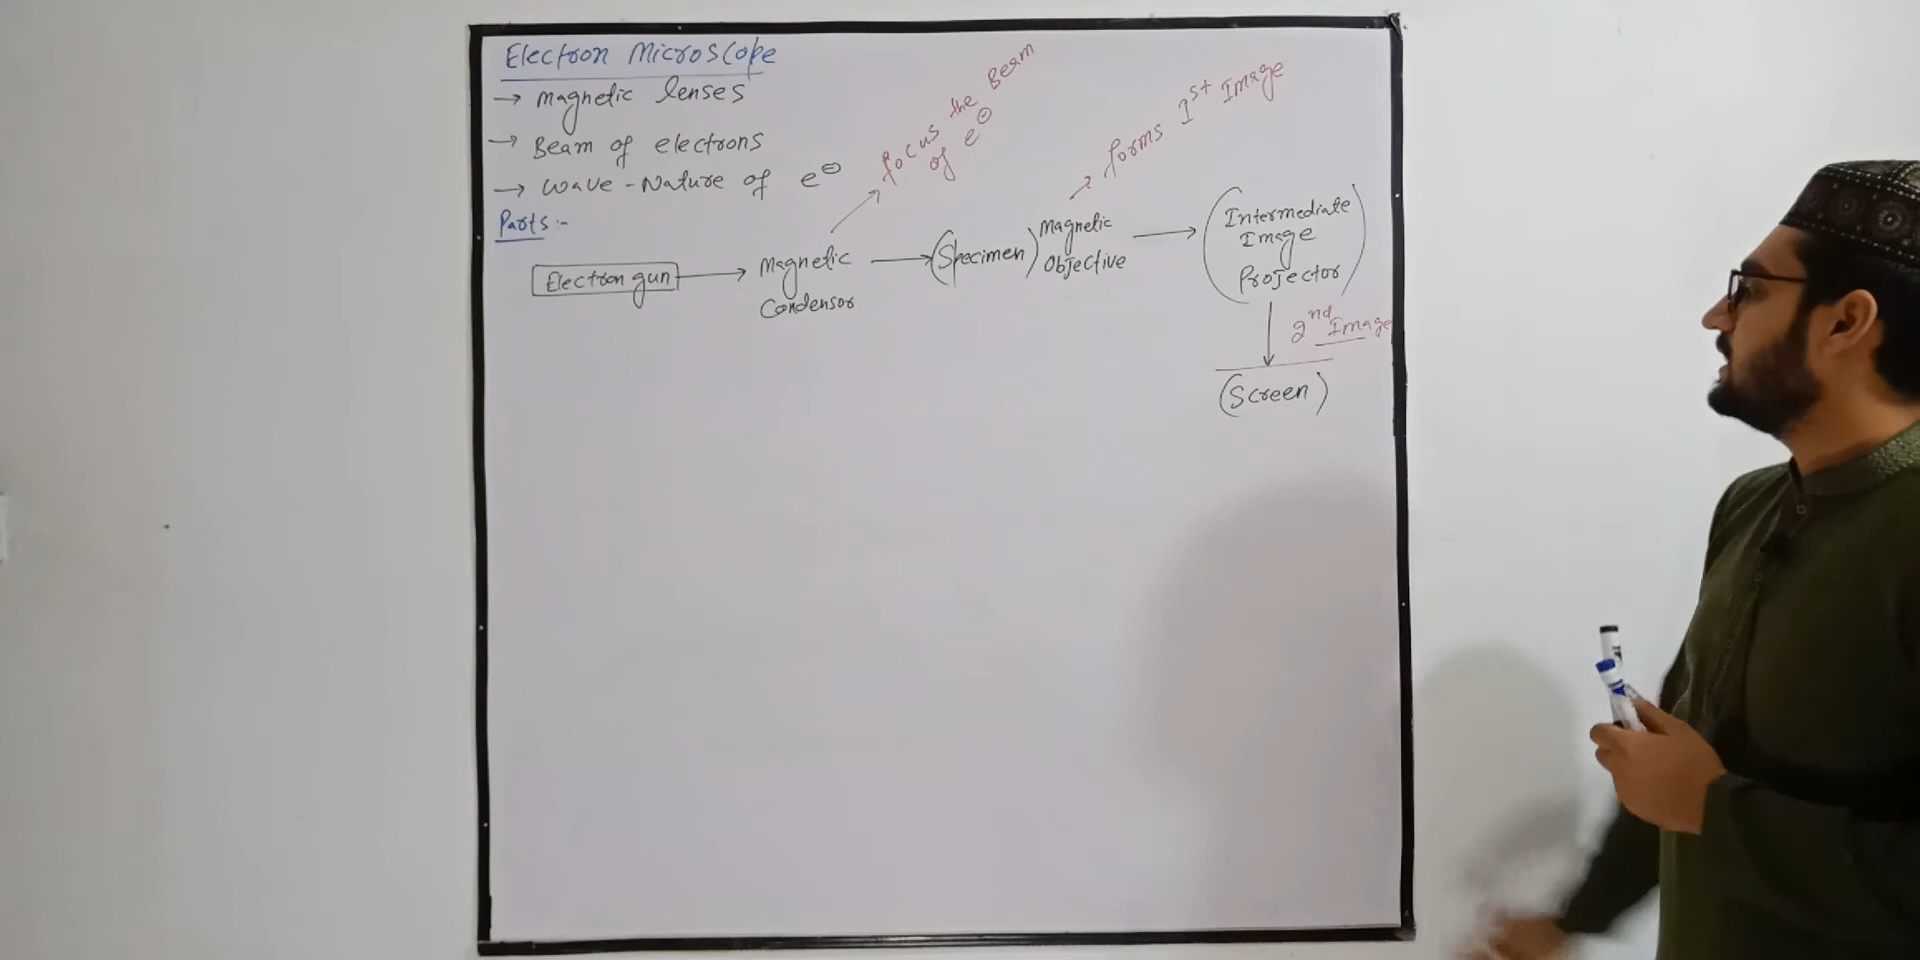 Electron Microscope
→ Magnetic lenses
→ Beam of electrons
→ Wave-Nature of e⊖
Parts:-
Electron gun → Magnetic Condensor → (Specimen) Magnetic Objective → (Intermediate Image Projector)
focus the Beam
of e⊖
forms 1st Image
2nd Image
(Screen)